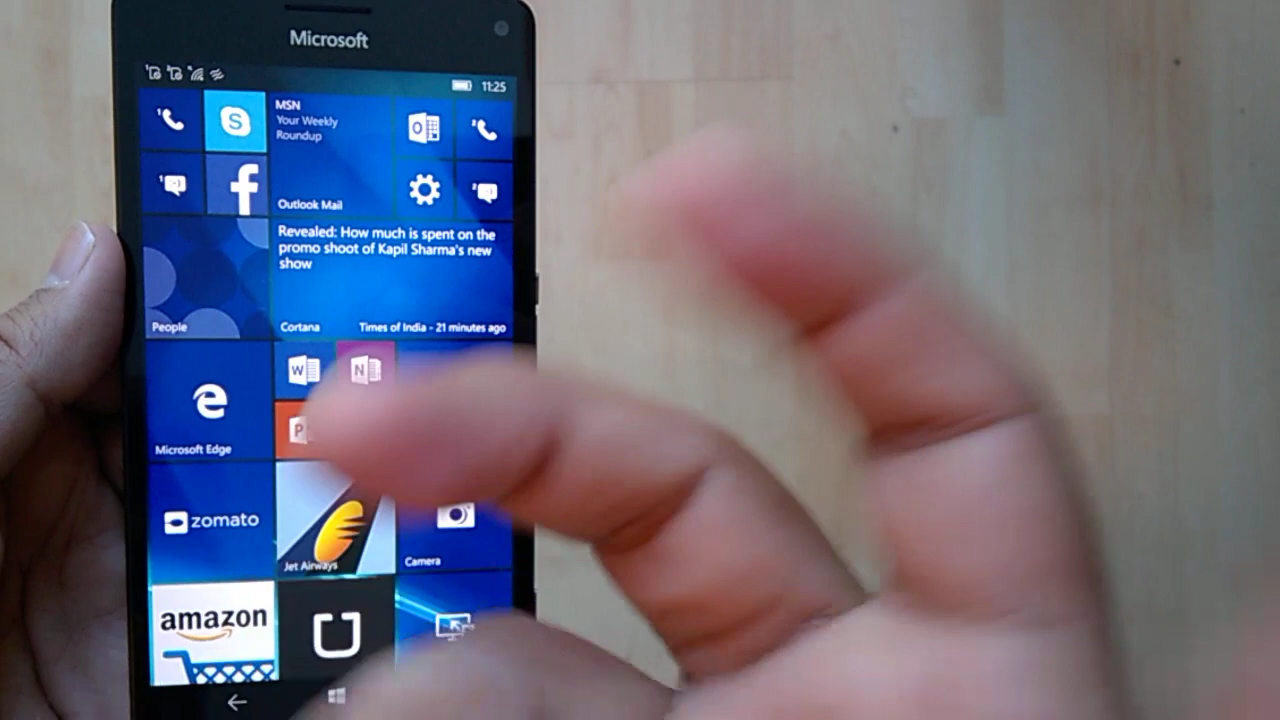 Microsoft
11:25
MSN
Your Weekly
Roundup
Outlook Mail
Revealed: How much is spent on the
promo shoot of Kapil Sharma's new
show
People
Cortana
Times of India - 21 minutes ago
Microsoft Edge
zomato
Jet Airways
Camera
amazon